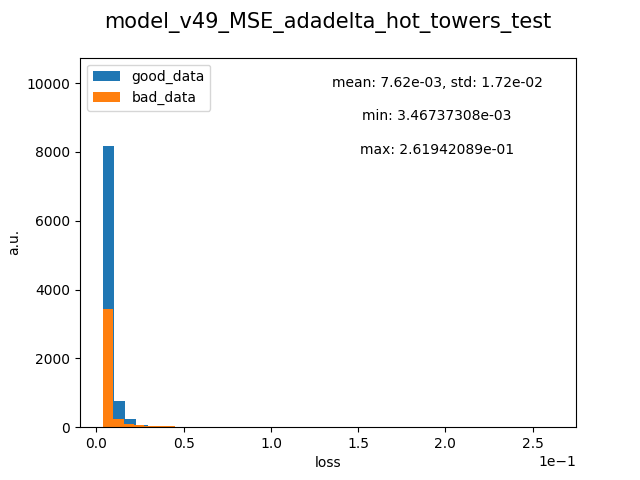 model_v49_MSE_adadelta_hot_towers_test
good_data
bad_data
mean: 7.62e-03, std: 1.72e-02
min: 3.46737308e-03
max: 2.61942089e-01
a.u.
10000
8000
6000
4000
2000
0
0.0 0.5 1.0 1.5 2.0 2.5
loss
1e−1